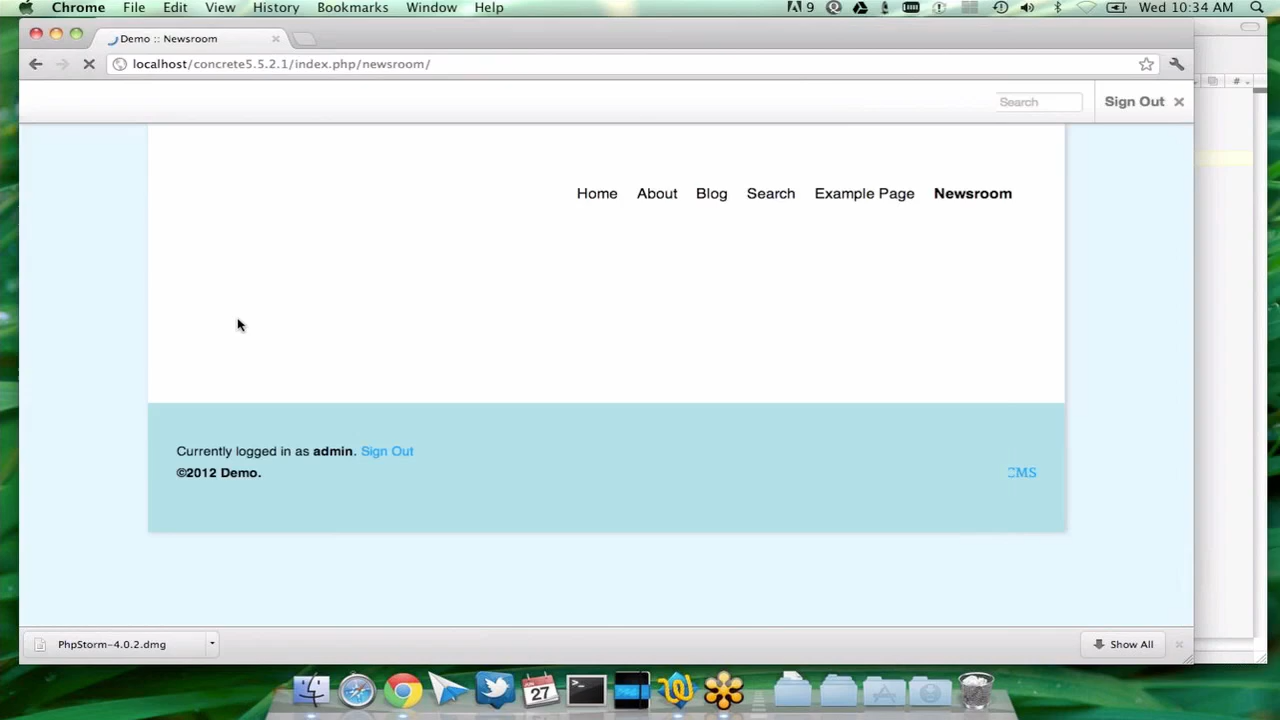 Chrome File Edit View History Bookmarks Window Help 9 Wed 10:34 AM
Demo :: Newsroom
localhost/concrete5.5.2.1/index.php/newsroom/
Search Sign Out
Home About Blog Search Example Page Newsroom
Currently logged in as admin. Sign Out
©2012 Demo.
CMS
PhpStorm-4.0.2.dmg Show All
27